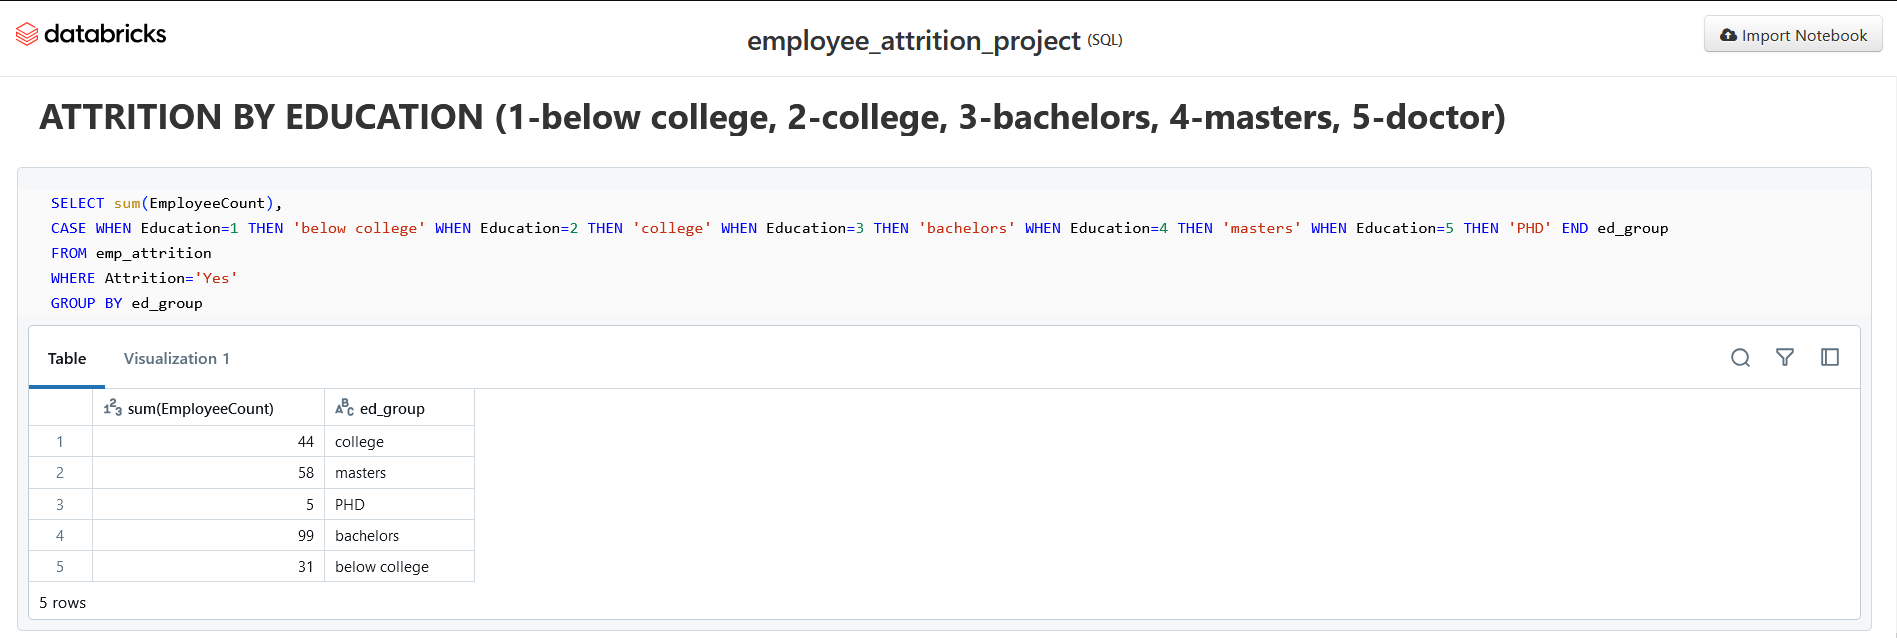 databricks
employee_attrition_project (SQL)
Import Notebook
ATTRITION BY EDUCATION (1-below college, 2-college, 3-bachelors, 4-masters, 5-doctor)
SELECT sum(EmployeeCount),
CASE WHEN Education=1 THEN 'below college' WHEN Education=2 THEN 'college' WHEN Education=3 THEN 'bachelors' WHEN Education=4 THEN 'masters' WHEN Education=5 THEN 'PHD' END ed_group
FROM emp_attrition
WHERE Attrition='Yes'
GROUP BY ed_group
Table Visualization 1
123 sum(EmployeeCount) ABC ed_group
1 44 college
2 58 masters
3 5 PHD
4 99 bachelors
5 31 below college
5 rows